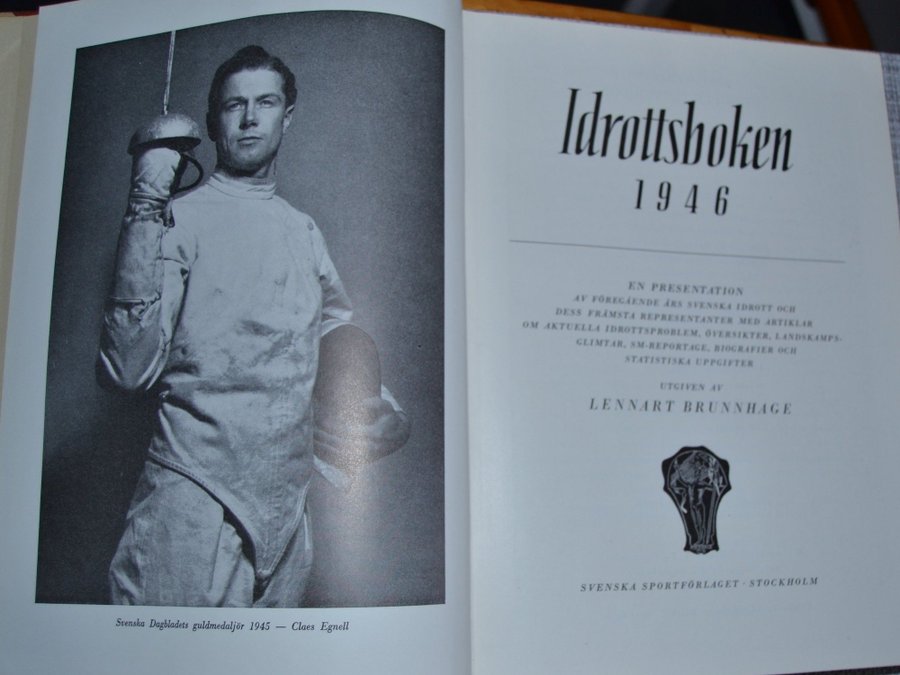 Svenska Dagbladets guldmedaljör 1945 — Claes Egnell
Idrottsboken
1946
EN PRESENTATION
AV FÖREGÅENDE ÅRS SVENSKA IDROTT OCH
DESS FRÄMSTA REPRESENTANTER MED ARTIKLAR
OM AKTUELLA IDROTTSPROBLEM, ÖVERSIKTER, LANDSKAMPS-
GLIMTAR, SM-REPORTAGE, BIOGRAFIER OCH
STATISTISKA UPPGIFTER
UTGIVEN AV
LENNART BRUNNHAGE
SVENSKA SPORTFÖRLAGET · STOCKHOLM